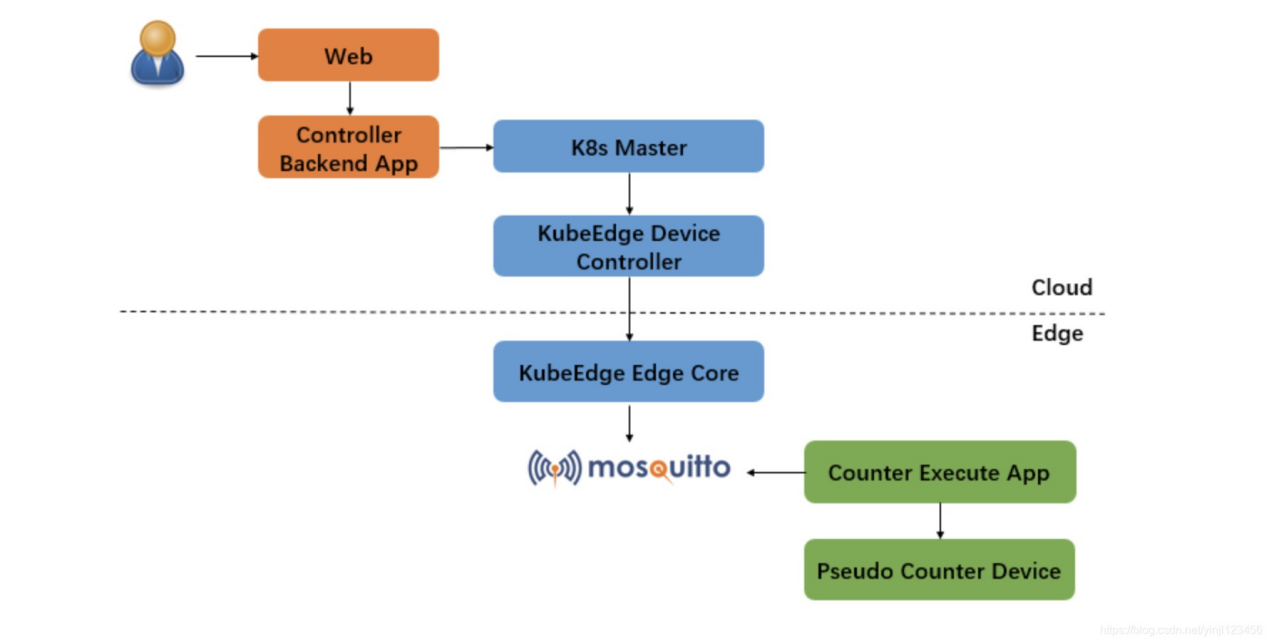 Web
Controller
Backend App
K8s Master
KubeEdge Device
Controller
Cloud
Edge
KubeEdge Edge Core
mosquitto
Counter Execute App
Pseudo Counter Device
https://blog.csdn.net/yinjl123456